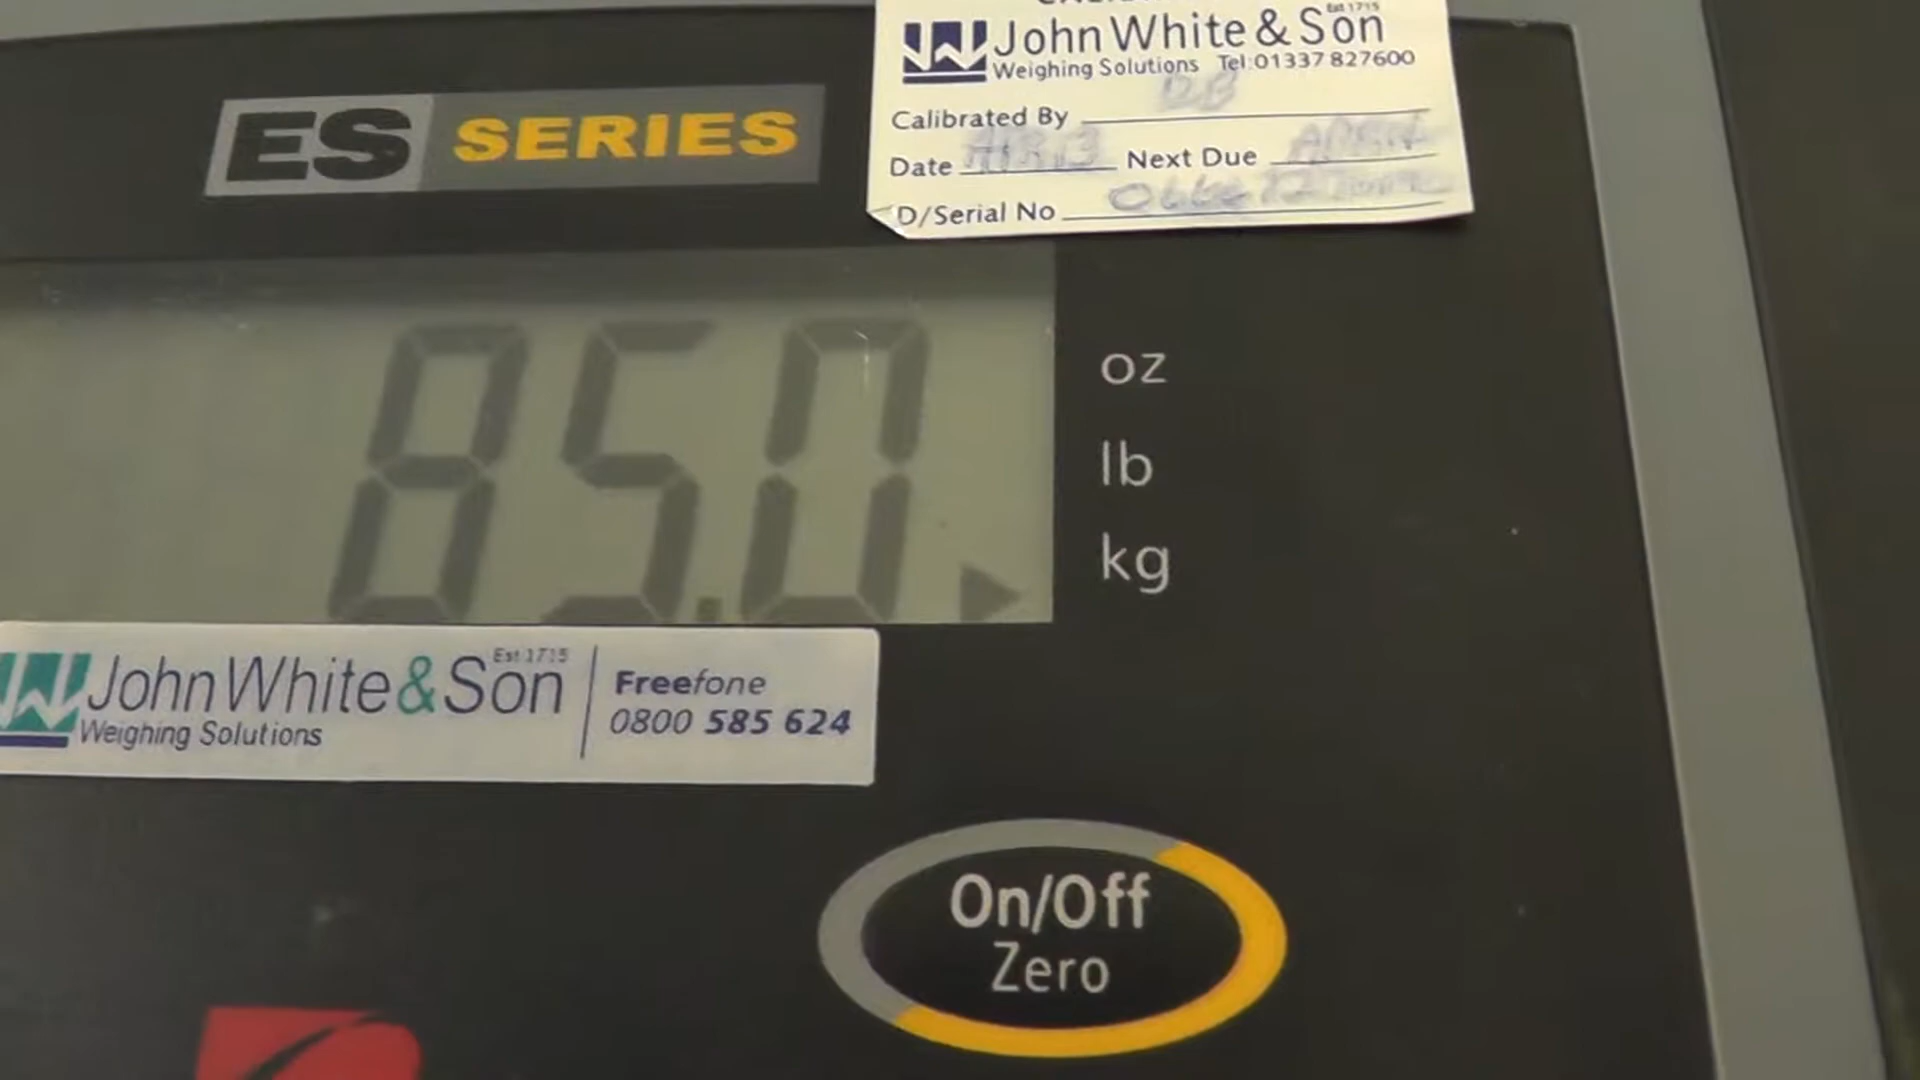 Est 1715
John White & Son
Weighing Solutions Tel:01337 827600
Calibrated By DB
Date Next Due
D/Serial No
ES SERIES
85.0
oz
lb
kg
Est 1715
John White & Son
Weighing Solutions
Freefone
0800 585 624
On/Off
Zero